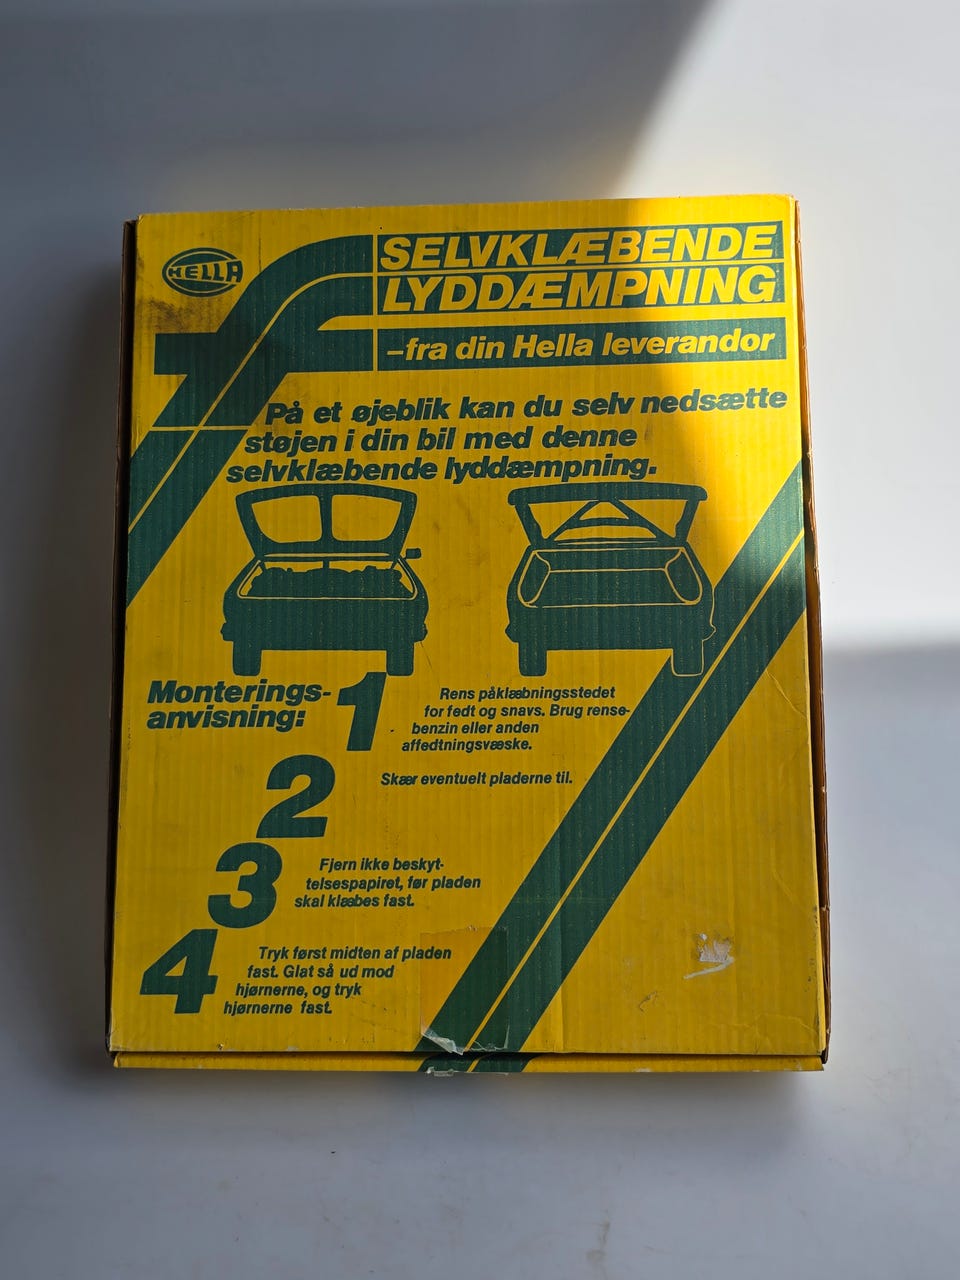 HELLA
SELVKLÆBENDE
LYDDÆMPNING
–fra din Hella leverandor
På et øjeblik kan du selv nedsætte
støjen i din bil med denne
selvklæbende lyddæmpning.
Monterings-
anvisning:
1
Rens påklæbningsstedet
for fedt og snavs. Brug rense-
benzin eller anden
affedtningsvæske.
2
Skær eventuelt pladerne til.
3
Fjern ikke beskyt-
telsespapiret, før pladen
skal klæbes fast.
4
Tryk først midten af pladen
fast. Glat så ud mod
hjørnerne, og tryk
hjørnerne fast.